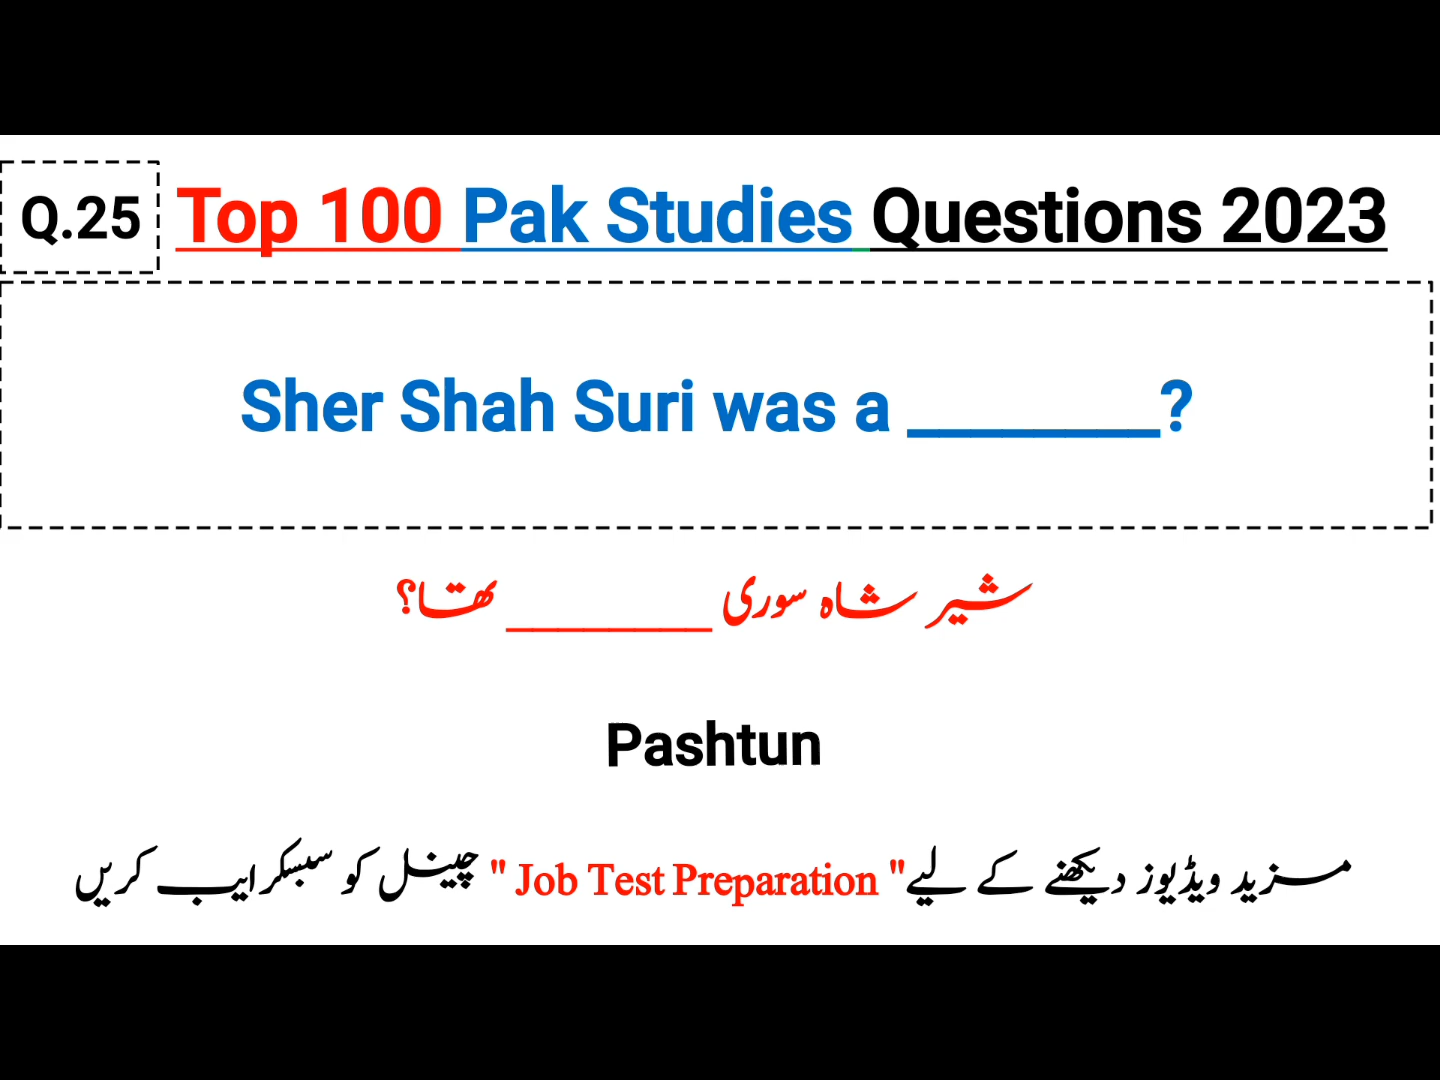 Q.25
Top 100 Pak Studies Questions 2023
Sher Shah Suri was a ________?
شیر شاہ سوری ________ تھا؟
Pashtun
مزید ویڈیوز دیکھنے کے لیے" Job Test Preparation " چینل کو سبسکرایب کریں